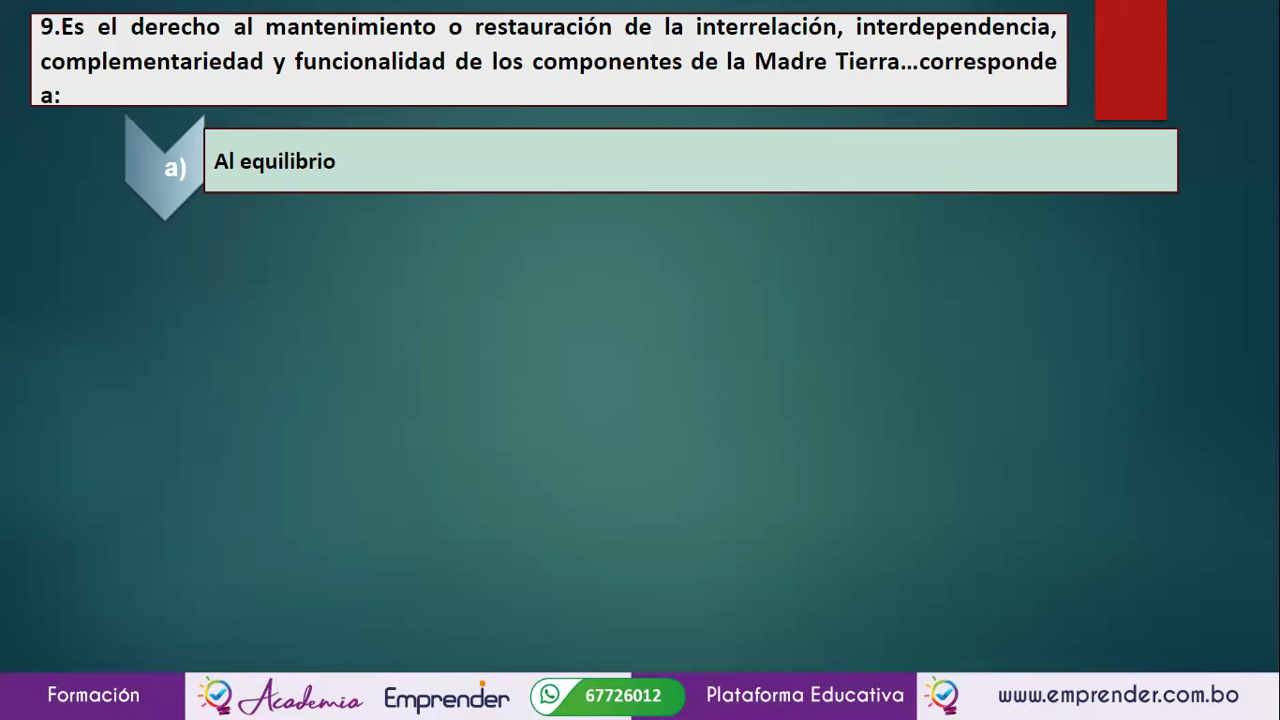 9.Es el derecho al mantenimiento o restauración de la interrelación, interdependencia,
complementariedad y funcionalidad de los componentes de la Madre Tierra…corresponde
a:
a) Al equilibrio
Formación Academia Emprender 67726012 Plataforma Educativa www.emprender.com.bo